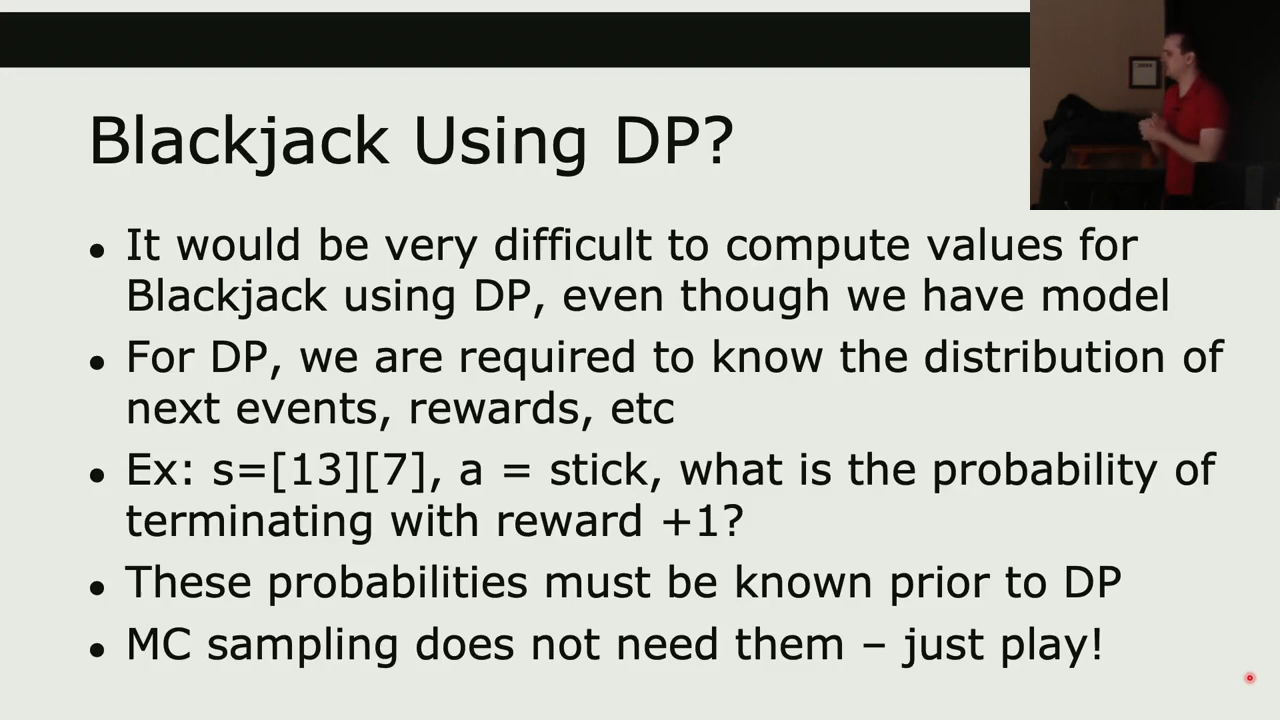 Blackjack Using DP?
• It would be very difficult to compute values for
Blackjack using DP, even though we have model
• For DP, we are required to know the distribution of
next events, rewards, etc
• Ex: s=[13][7], a = stick, what is the probability of
terminating with reward +1?
• These probabilities must be known prior to DP
• MC sampling does not need them – just play!